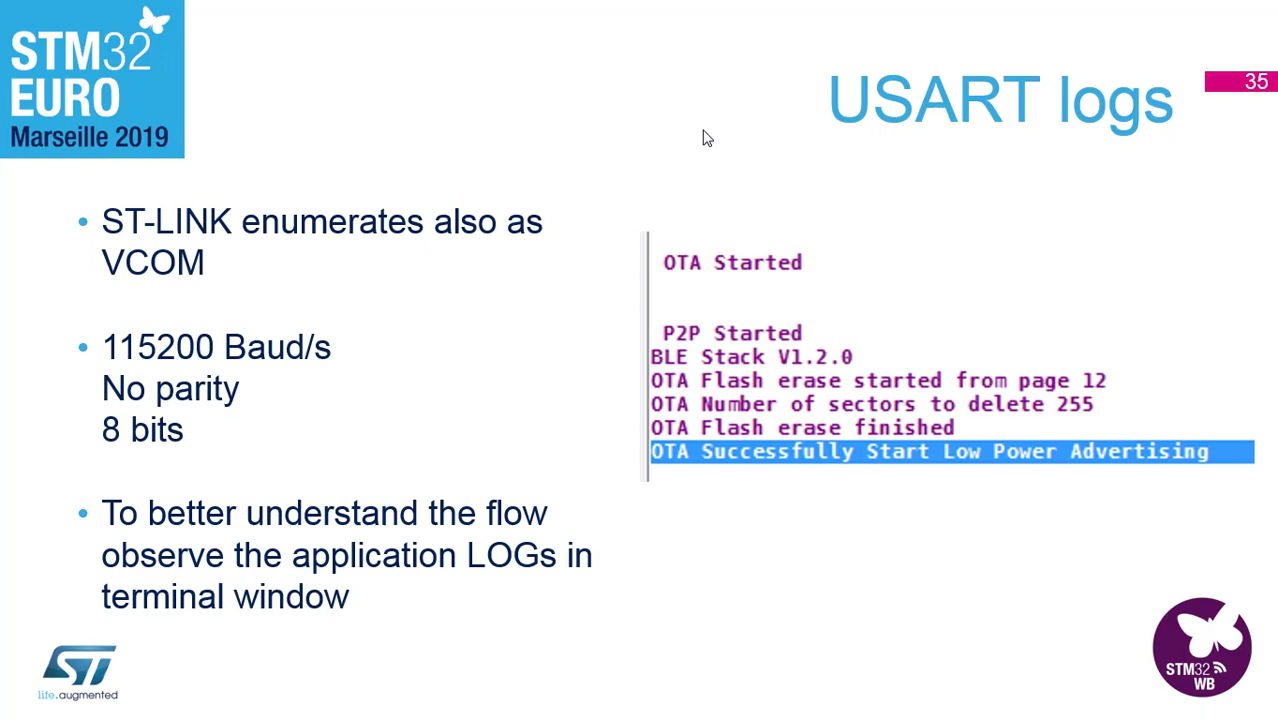 STM32
EURO
Marseille 2019
USART logs
35
• ST-LINK enumerates also as
VCOM
• 115200 Baud/s
No parity
8 bits
• To better understand the flow
observe the application LOGs in
terminal window
OTA Started
P2P Started
BLE Stack V1.2.0
OTA Flash erase started from page 12
OTA Number of sectors to delete 255
OTA Flash erase finished
OTA Successfully Start Low Power Advertising
ST
life.augmented
STM32
WB